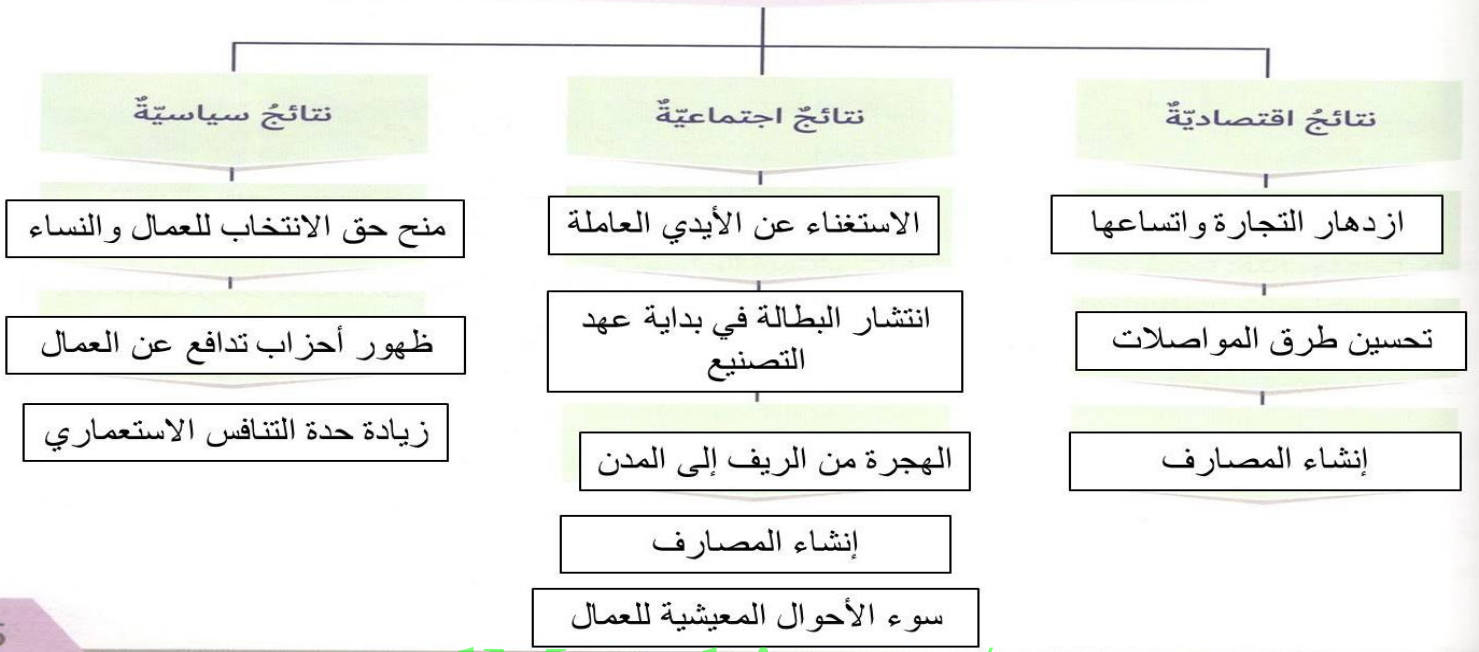 نتائجُ اقتصاديّةٌ
ازدهار التجارة واتساعها
تحسين طرق المواصلات
إنشاء المصارف
نتائجٌ اجتماعيّةٌ
الاستغناء عن الأيدي العاملة
انتشار البطالة في بداية عهد
التصنيع
الهجرة من الريف إلى المدن
إنشاء المصارف
سوء الأحوال المعيشية للعمال
نتائجُ سياسيّةٌ
منح حق الانتخاب للعمال والنساء
ظهور أحزاب تدافع عن العمال
زيادة حدة التنافس الاستعماري